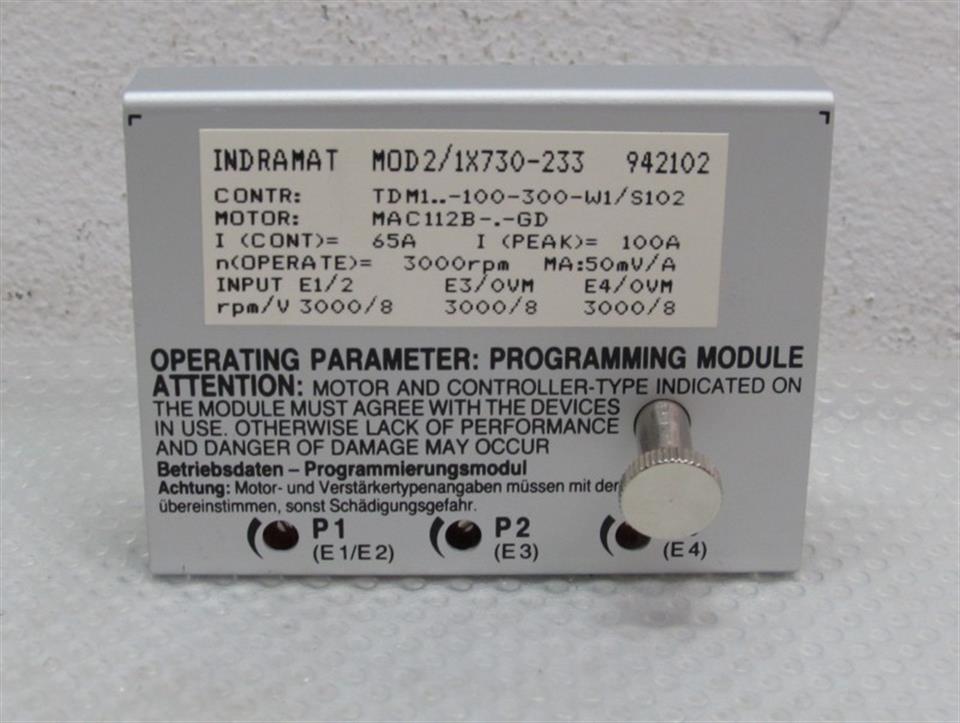 INDRAMAT MOD2/1X730-233 942102
CONTR: TDM1..-100-300-W1/S102
MOTOR: MAC112B-.-GD
I (CONT)= 65A I (PEAK)= 100A
n(OPERATE)= 3000rpm MA:50mV/A
INPUT E1/2 E3/0VM E4/0VM
rpm/V 3000/8 3000/8 3000/8
OPERATING PARAMETER: PROGRAMMING MODULE
ATTENTION: MOTOR AND CONTROLLER-TYPE INDICATED ON
THE MODULE MUST AGREE WITH THE DEVICES
IN USE. OTHERWISE LACK OF PERFORMANCE
AND DANGER OF DAMAGE MAY OCCUR
Betriebsdaten – Programmierungsmodul
Achtung: Motor- und Verstärkertypenangaben müssen mit
übereinstimmen, sonst Schädigungsgefahr.
P1 P2
(E1/E2) (E3) (E4)